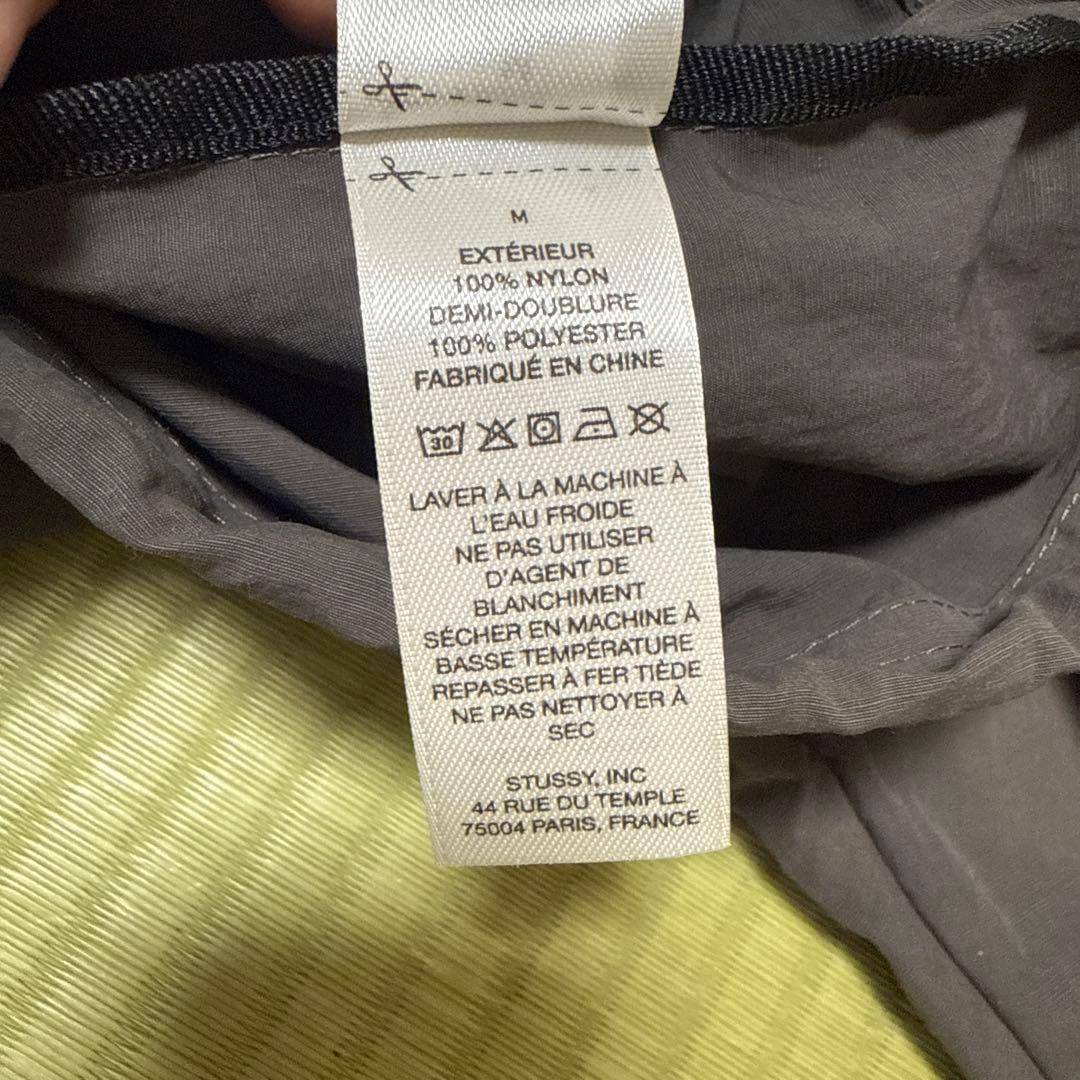 M
EXTÉRIEUR
100% NYLON
DEMI-DOUBLURE
100% POLYESTER
FABRIQUÉ EN CHINE
30
LAVER À LA MACHINE À
L'EAU FROIDE
NE PAS UTILISER
D'AGENT DE
BLANCHIMENT
SÉCHER EN MACHINE À
BASSE TEMPÉRATURE
REPASSER À FER TIÈDE
NE PAS NETTOYER À
SEC
STUSSY, INC
44 RUE DU TEMPLE
75004 PARIS, FRANCE